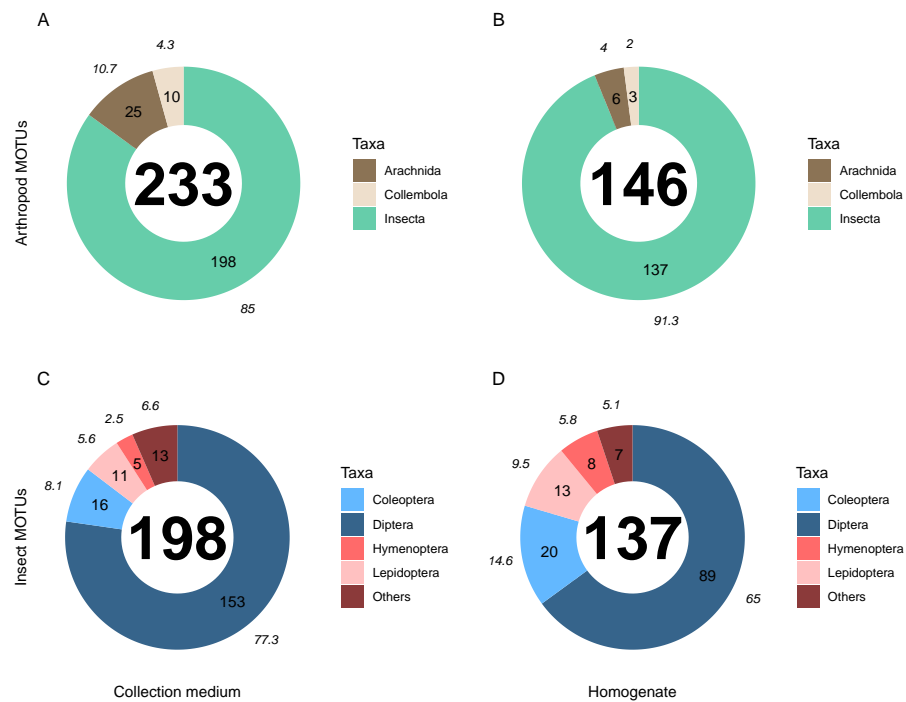 A
4.3
10.7
10
25
Arthropod MOTUs
233
198
85
Taxa
Arachnida
Collembola
Insecta
B
4
2
6
3
146
137
91.3
Taxa
Arachnida
Collembola
Insecta
C
6.6
2.5
5.6
8.1
13
5
11
16
Insect MOTUs
198
153
77.3
Taxa
Coleoptera
Diptera
Hymenoptera
Lepidoptera
Others
Collection medium
D
5.1
5.8
9.5
14.6
7
8
13
20
137
89
65
Taxa
Coleoptera
Diptera
Hymenoptera
Lepidoptera
Others
Homogenate